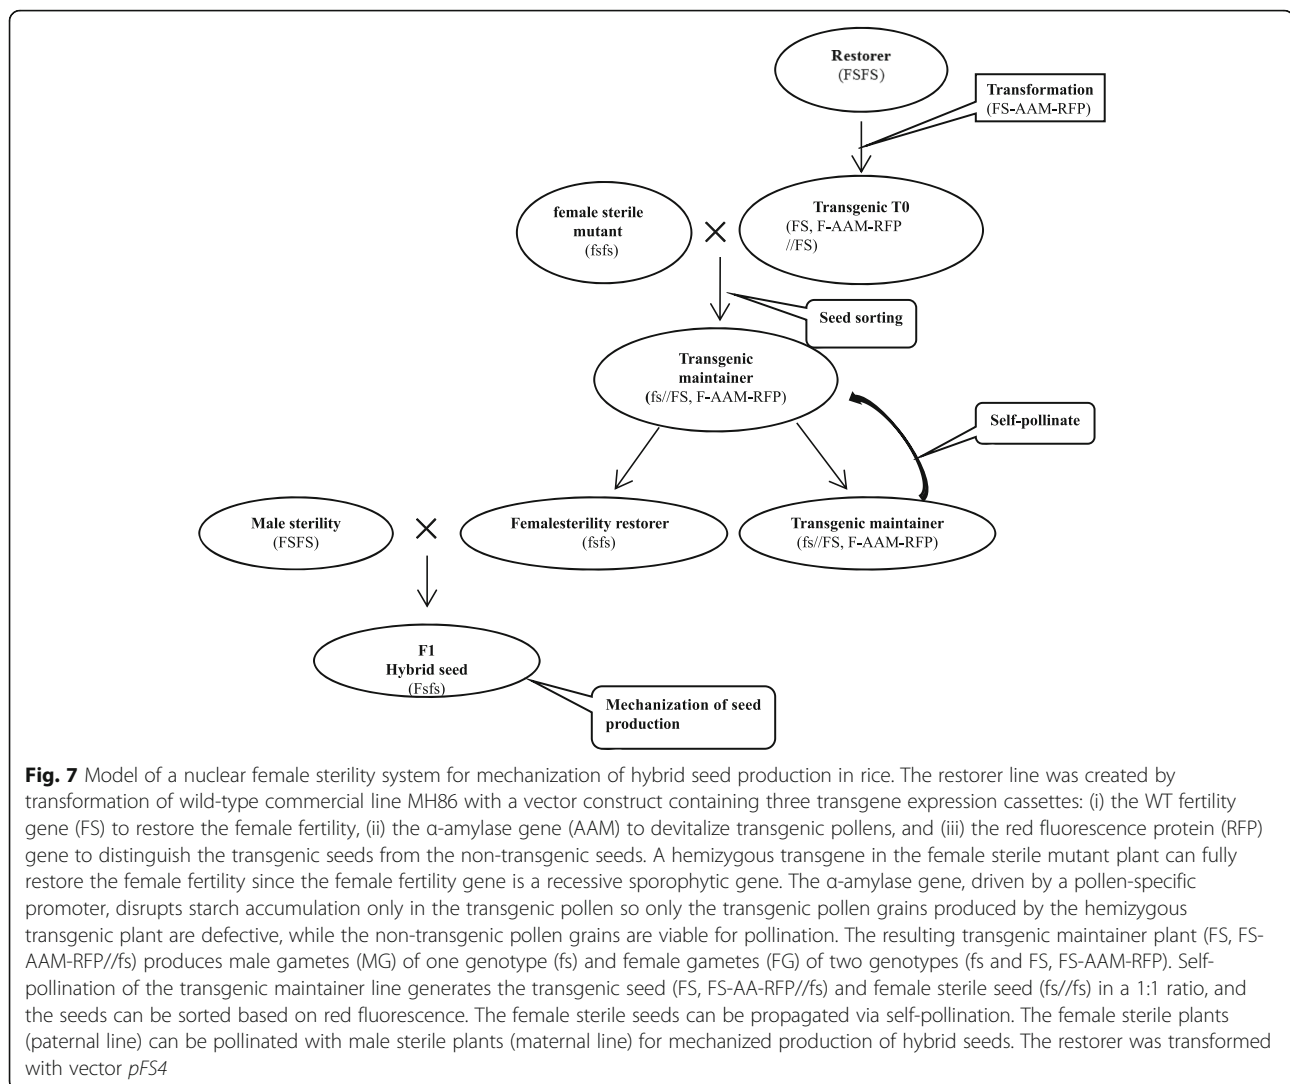 Restorer
(FSFS)
Transformation
(FS-AAM-RFP)
female sterile
mutant
(fsfs)
Transgenic T0
(FS, F-AAM-RFP
//FS)
Seed sorting
Transgenic
maintainer
(fs//FS, F-AAM-RFP)
Self-pollinate
Male sterility
(FSFS)
Femalesterility restorer
(fsfs)
Transgenic maintainer
(fs//FS, F-AAM-RFP)
F1
Hybrid seed
(Fsfs)
Mechanization of seed
production
Fig. 7 Model of a nuclear female sterility system for mechanization of hybrid seed production in rice. The restorer line was created by
transformation of wild-type commercial line MH86 with a vector construct containing three transgene expression cassettes: (i) the WT fertility
gene (FS) to restore the female fertility, (ii) the α-amylase gene (AAM) to devitalize transgenic pollens, and (iii) the red fluorescence protein (RFP)
gene to distinguish the transgenic seeds from the non-transgenic seeds. A hemizygous transgene in the female sterile mutant plant can fully
restore the female fertility since the female fertility gene is a recessive sporophytic gene. The α-amylase gene, driven by a pollen-specific
promoter, disrupts starch accumulation only in the transgenic pollen so only the transgenic pollen grains produced by the hemizygous
transgenic plant are defective, while the non-transgenic pollen grains are viable for pollination. The resulting transgenic maintainer plant (FS, FS-
AAM-RFP//fs) produces male gametes (MG) of one genotype (fs) and female gametes (FG) of two genotypes (fs and FS, FS-AAM-RFP). Self-
pollination of the transgenic maintainer line generates the transgenic seed (FS, FS-AA-RFP//fs) and female sterile seed (fs//fs) in a 1:1 ratio, and
the seeds can be sorted based on red fluorescence. The female sterile seeds can be propagated via self-pollination. The female sterile plants
(paternal line) can be pollinated with male sterile plants (maternal line) for mechanized production of hybrid seeds. The restorer was transformed
with vector pFS4